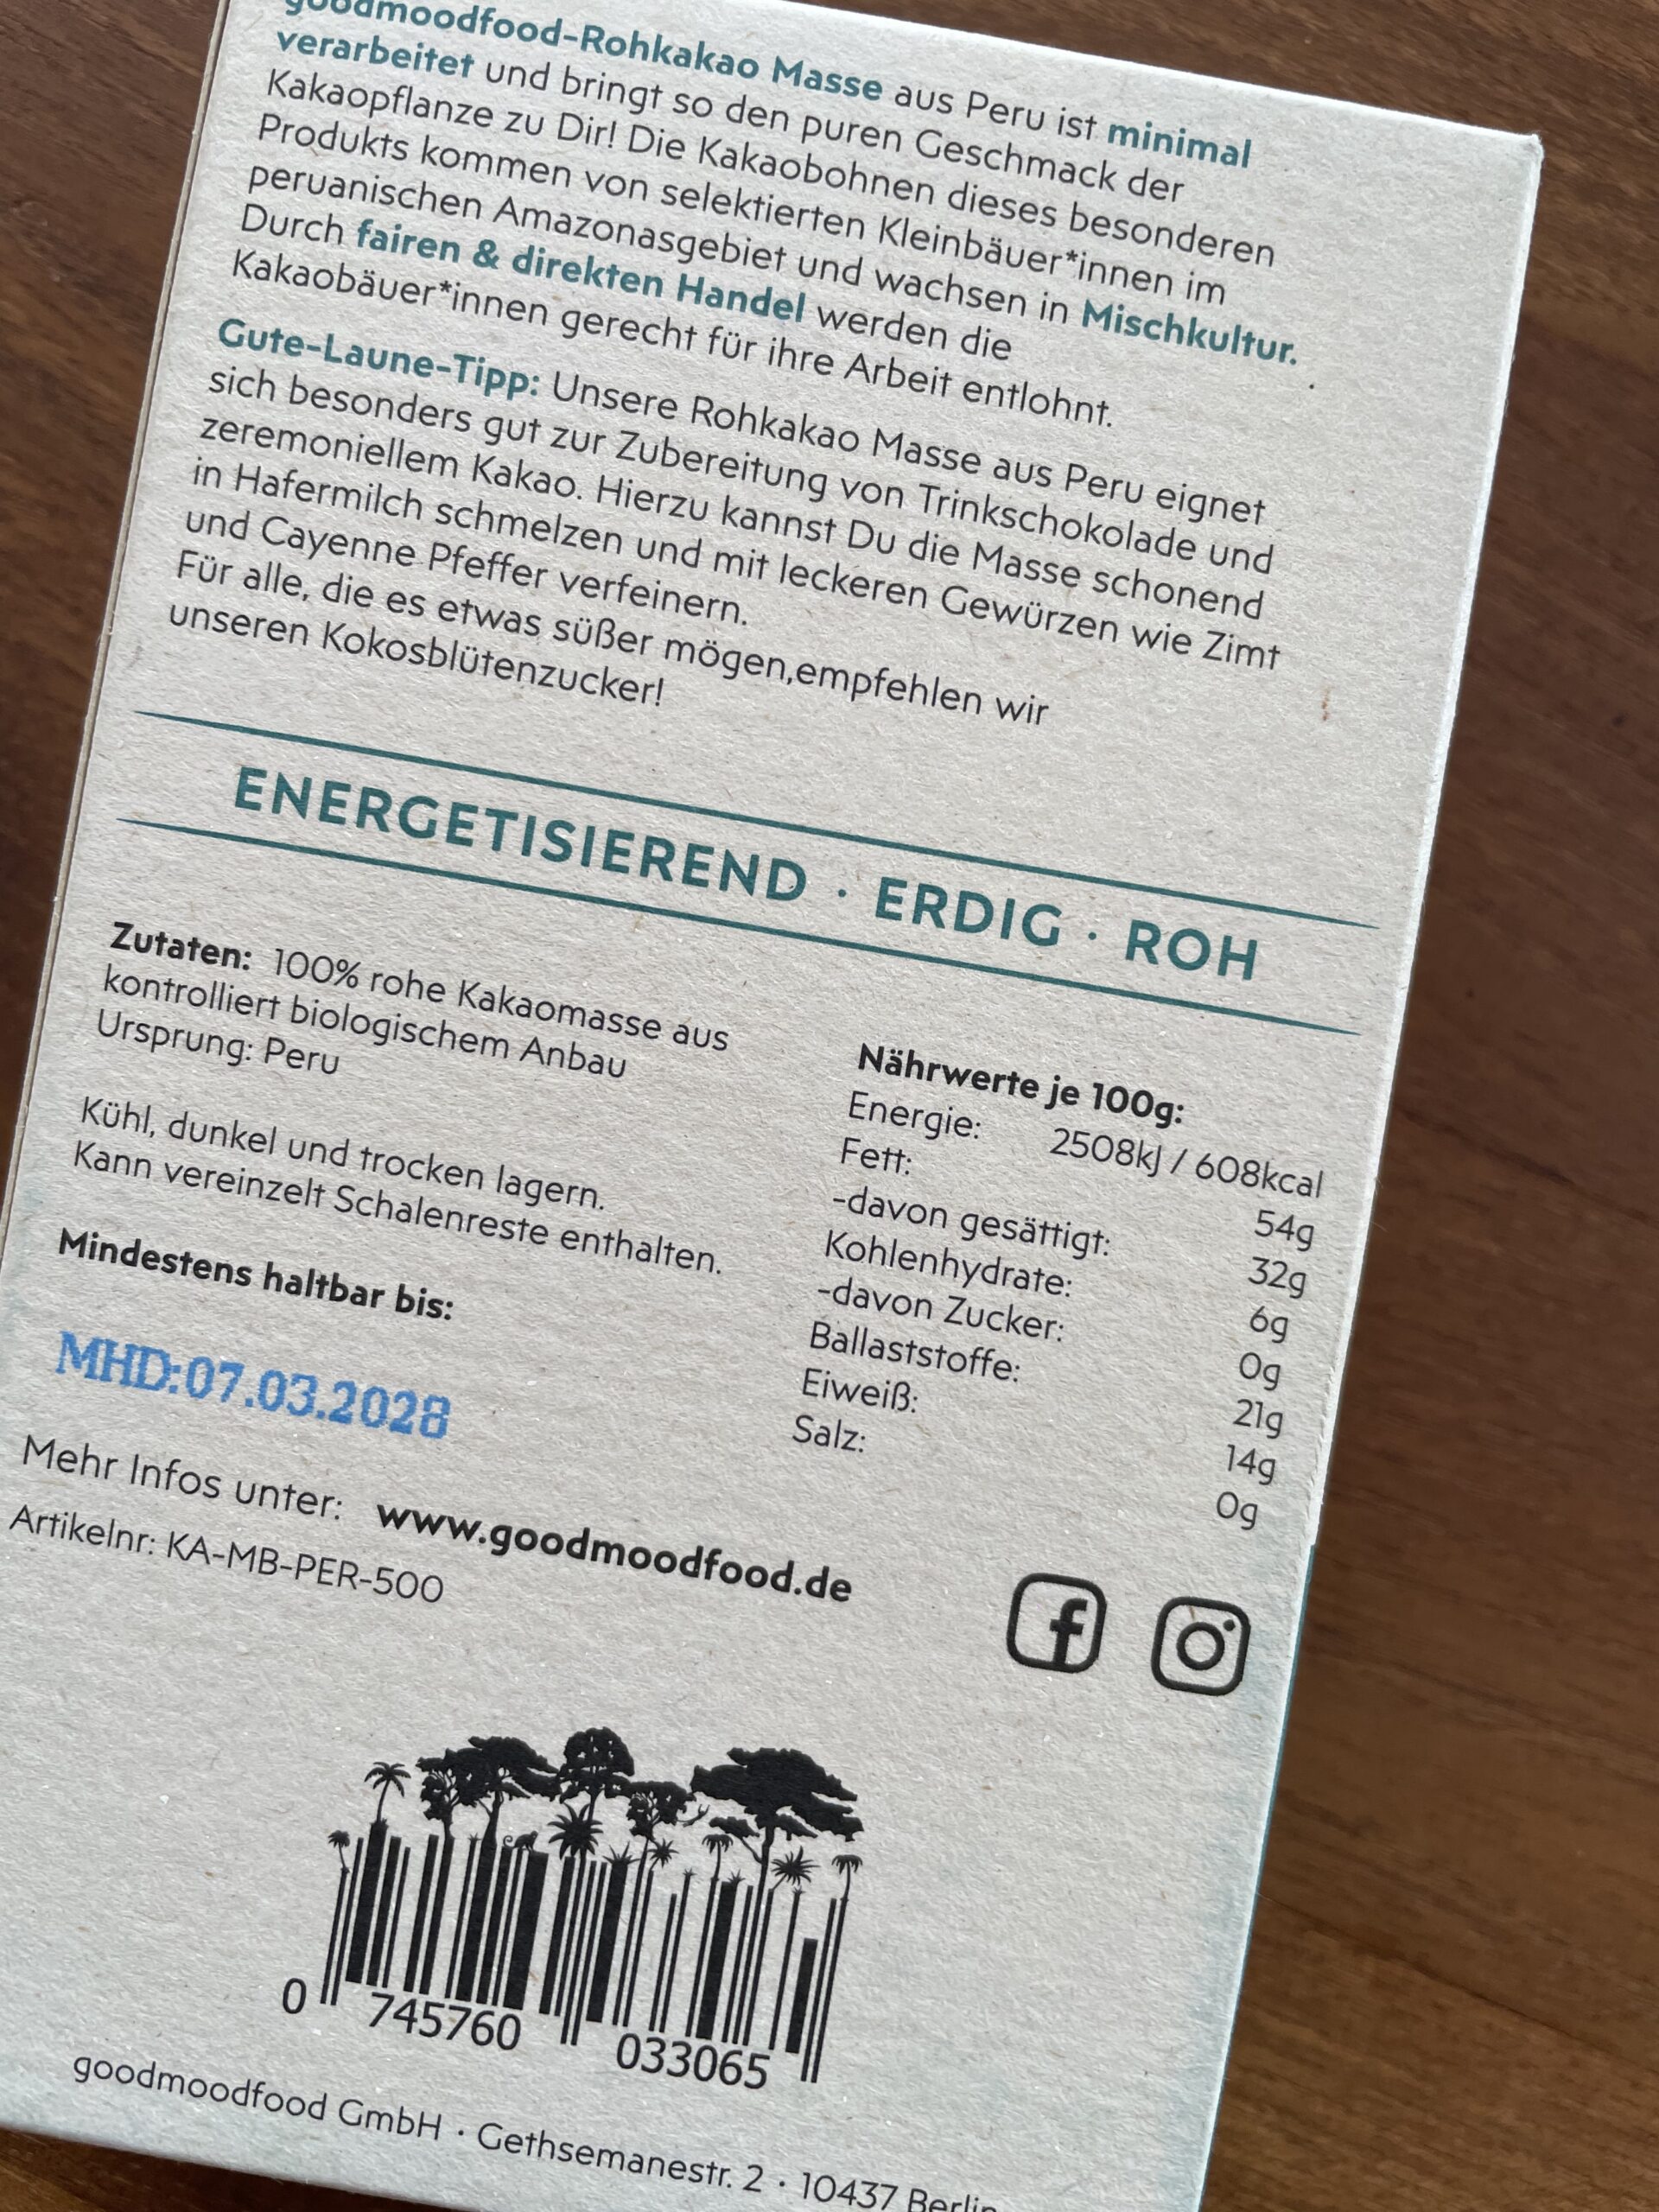 goodmoodfood-Rohkakao Masse aus Peru ist minimal
verarbeitet und bringt so den puren Geschmack der
Kakaopflanze zu Dir! Die Kakaobohnen dieses besonderen
Produkts kommen von selektierten Kleinbäuer*innen im
peruanischen Amazonasgebiet und wachsen in Mischkultur.
Durch fairen & direkten Handel werden die
Kakaobäuer*innen gerecht für ihre Arbeit entlohnt.
Gute-Laune-Tipp: Unsere Rohkakao Masse aus Peru eignet
sich besonders gut zur Zubereitung von Trinkschokolade und
zeremoniellem Kakao. Hierzu kannst Du die Masse schonend
in Hafermilch schmelzen und mit leckeren Gewürzen wie Zimt
und Cayenne Pfeffer verfeinern.
Für alle, die es etwas süßer mögen,empfehlen wir
unseren Kokosblütenzucker!
ENERGETISIEREND · ERDIG · ROH
Zutaten: 100% rohe Kakaomasse aus
kontrolliert biologischem Anbau
Ursprung: Peru
Kühl, dunkel und trocken lagern.
Kann vereinzelt Schalenreste enthalten.
Mindestens haltbar bis:
MHD:07.03.2028
Nährwerte je 100g:
Energie: 2508kJ / 608kcal
Fett: 54g
-davon gesättigt: 32g
Kohlenhydrate: 6g
-davon Zucker: 0g
Ballaststoffe: 21g
Eiweiß: 14g
Salz: 0g
Mehr Infos unter: www.goodmoodfood.de
Artikelnr: KA-MB-PER-500
0 745760 033065
goodmoodfood GmbH · Gethsemanestr. 2 · 10437 Berlin